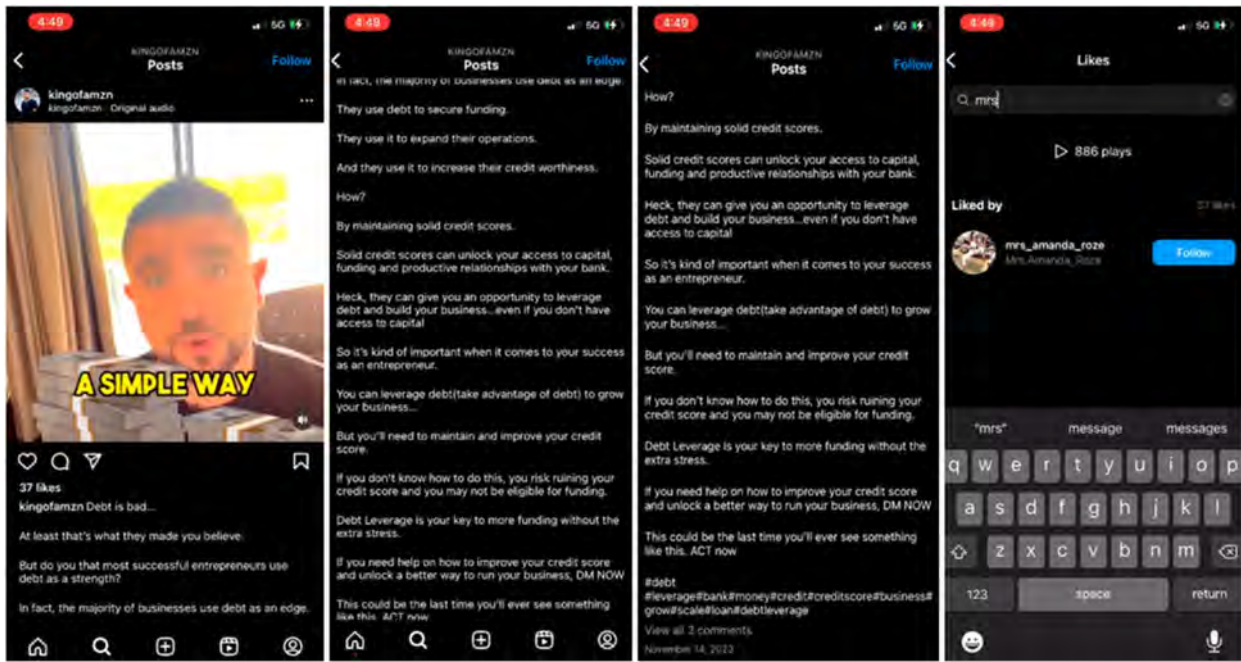 4:49
5G
KINGOFAMZN
Posts
Follow
kingofamzn
kingofamzn · Original audio
A SIMPLE WAY
37 likes
kingofamzn Debt is bad...
At least that's what they made you believe.
But do you that most successful entrepreneurs use
debt as a strength?
In fact, the majority of businesses use debt as an edge.
4:49
5G
KINGOFAMZN
Posts
Follow
In fact, the majority of businesses use debt as an edge.
They use debt to secure funding.
They use it to expand their operations.
And they use it to increase their credit worthiness.
How?
By maintaining solid credit scores.
Solid credit scores can unlock your access to capital,
funding and productive relationships with your bank.
Heck, they can give you an opportunity to leverage
debt and build your business...even if you don't have
access to capital
So it's kind of important when it comes to your success
as an entrepreneur.
You can leverage debt(take advantage of debt) to grow
your business...
But you'll need to maintain and improve your credit
score.
If you don't know how to do this, you risk ruining your
credit score and you may not be eligible for funding.
Debt Leverage is your key to more funding without the
extra stress.
If you need help on how to improve your credit score
and unlock a better way to run your business, DM NOW
This could be the last time you'll ever see something
like this. ACT now
4:49
5G
KINGOFAMZN
Posts
Follow
How?
By maintaining solid credit scores.
Solid credit scores can unlock your access to capital,
funding and productive relationships with your bank.
Heck, they can give you an opportunity to leverage
debt and build your business...even if you don't have
access to capital
So it's kind of important when it comes to your success
as an entrepreneur.
You can leverage debt(take advantage of debt) to grow
your business...
But you'll need to maintain and improve your credit
score.
If you don't know how to do this, you risk ruining your
credit score and you may not be eligible for funding.
Debt Leverage is your key to more funding without the
extra stress.
If you need help on how to improve your credit score
and unlock a better way to run your business, DM NOW
This could be the last time you'll ever see something
like this. ACT now
#debt
#leverage#bank#money#credit#creditscore#business#
grow#scale#loan#debtleverage
View all 2 comments
November 14, 2023
4:49
5G
Likes
mrs
886 plays
Liked by
37 likes
mrs_amanda_roze
Mrs.Amanda_Roze
Follow
"mrs"
message
messages
q w e r t y u i o p
a s d f g h j k l
z x c v b n m
123
space
return